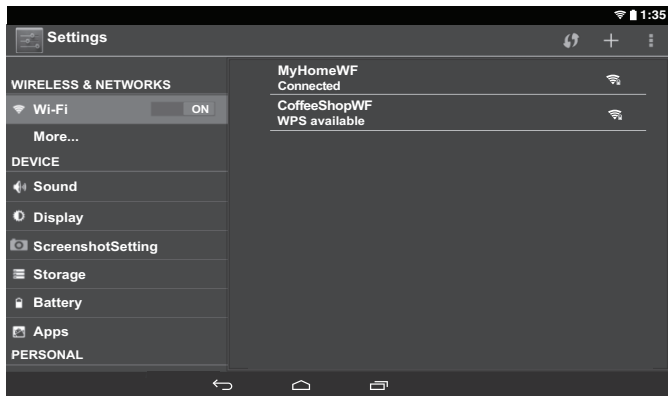 1:35
Settings
WIRELESS & NETWORKS
Wi-Fi ON
More...
DEVICE
Sound
Display
ScreenshotSetting
Storage
Battery
Apps
PERSONAL
MyHomeWF
Connected
CoffeeShopWF
WPS available